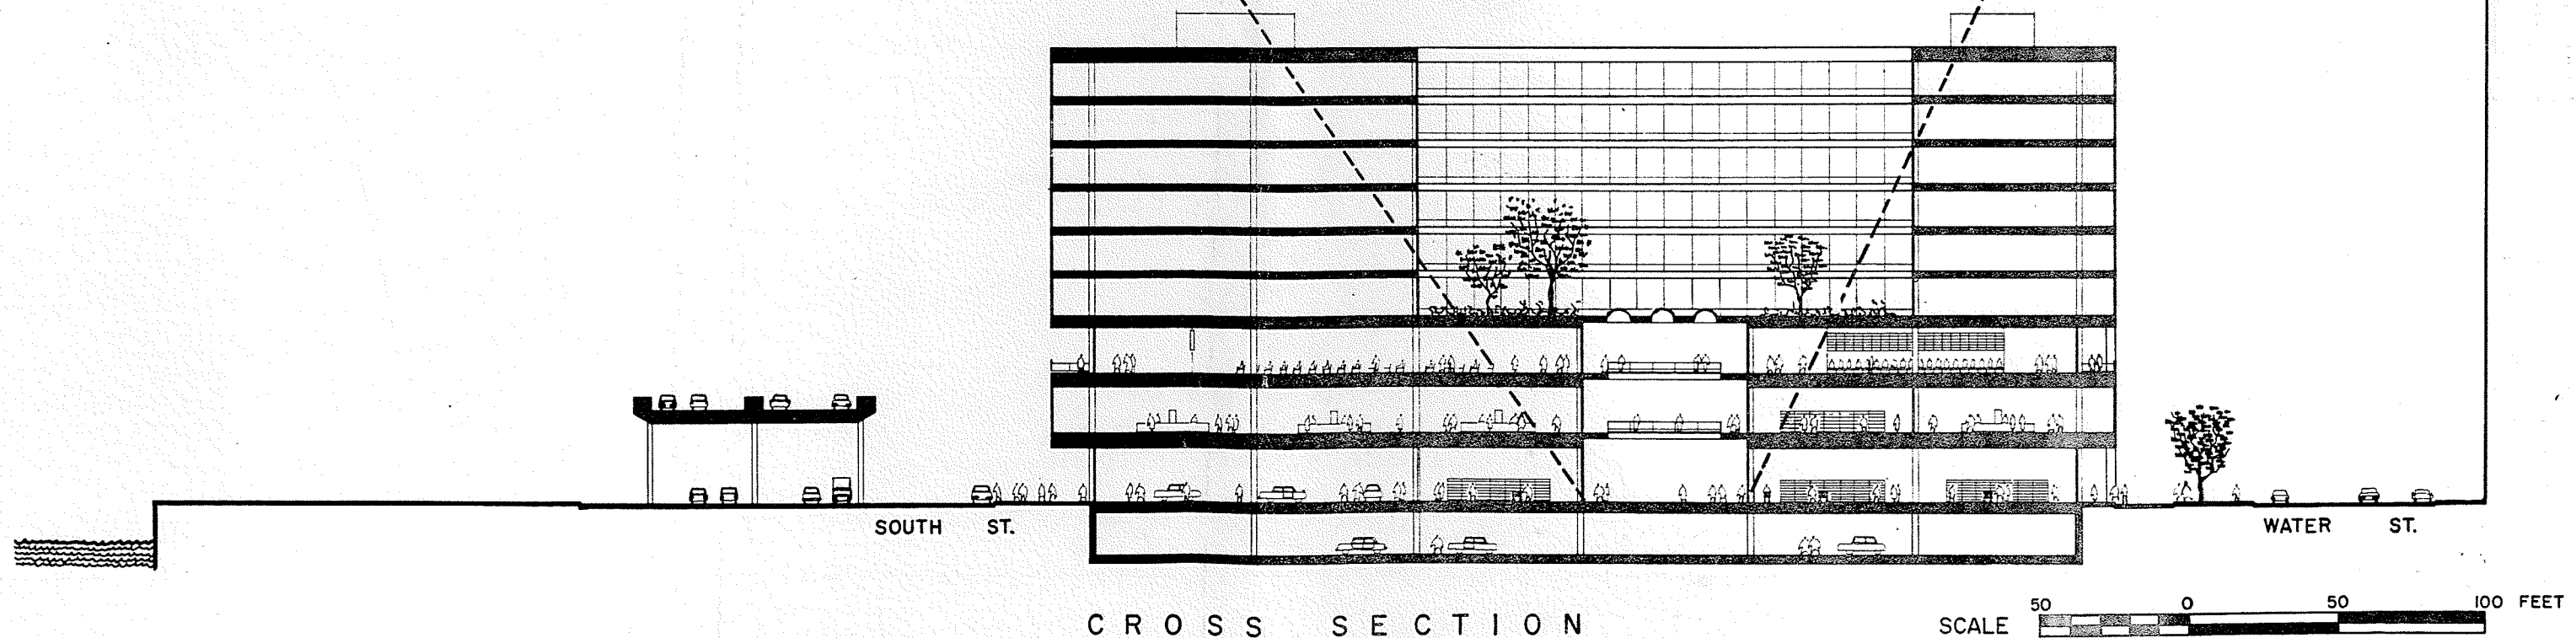 SOUTH ST.
WATER ST.
CROSS SECTION
SCALE 50 0 50 100 FEET